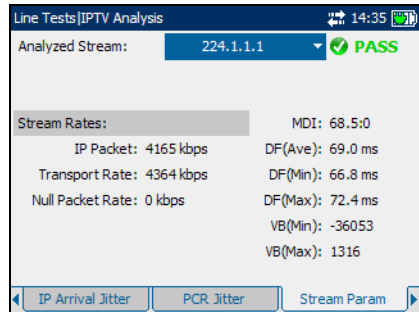 Line Tests|IPTV Analysis 14:35
Analyzed Stream: 224.1.1.1 PASS
Stream Rates: MDI: 68.5:0
IP Packet: 4165 kbps DF(Ave): 69.0 ms
Transport Rate: 4364 kbps DF(Min): 66.8 ms
Null Packet Rate: 0 kbps DF(Max): 72.4 ms
VB(Min): -36053
VB(Max): 1316
IP Arrival Jitter PCR Jitter Stream Param